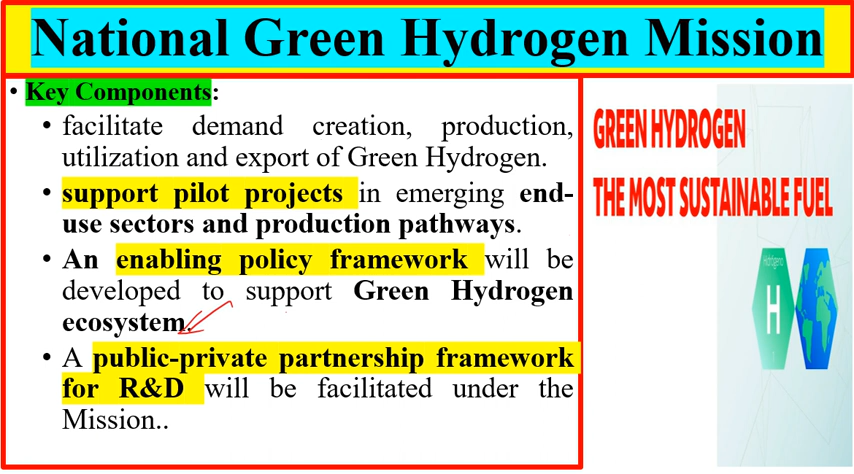 National Green Hydrogen Mission
• Key Components:
• facilitate demand creation, production,
utilization and export of Green Hydrogen.
• support pilot projects in emerging end-
use sectors and production pathways.
• An enabling policy framework will be
developed to support Green Hydrogen
ecosystem.
• A public-private partnership framework
for R&D will be facilitated under the
Mission..
GREEN HYDROGEN
THE MOST SUSTAINABLE FUEL
H